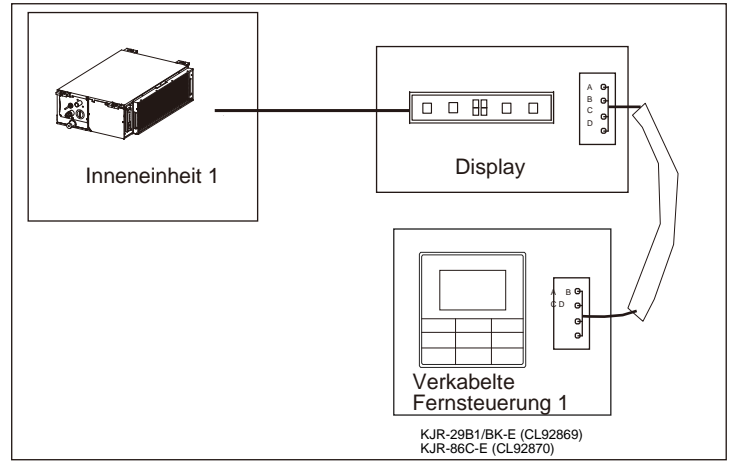 Inneneinheit 1
Display
A
B
C
D
A B
C D
Verkabelte
Fernsteuerung 1
KJR-29B1/BK-E (CL92869)
KJR-86C-E (CL92870)